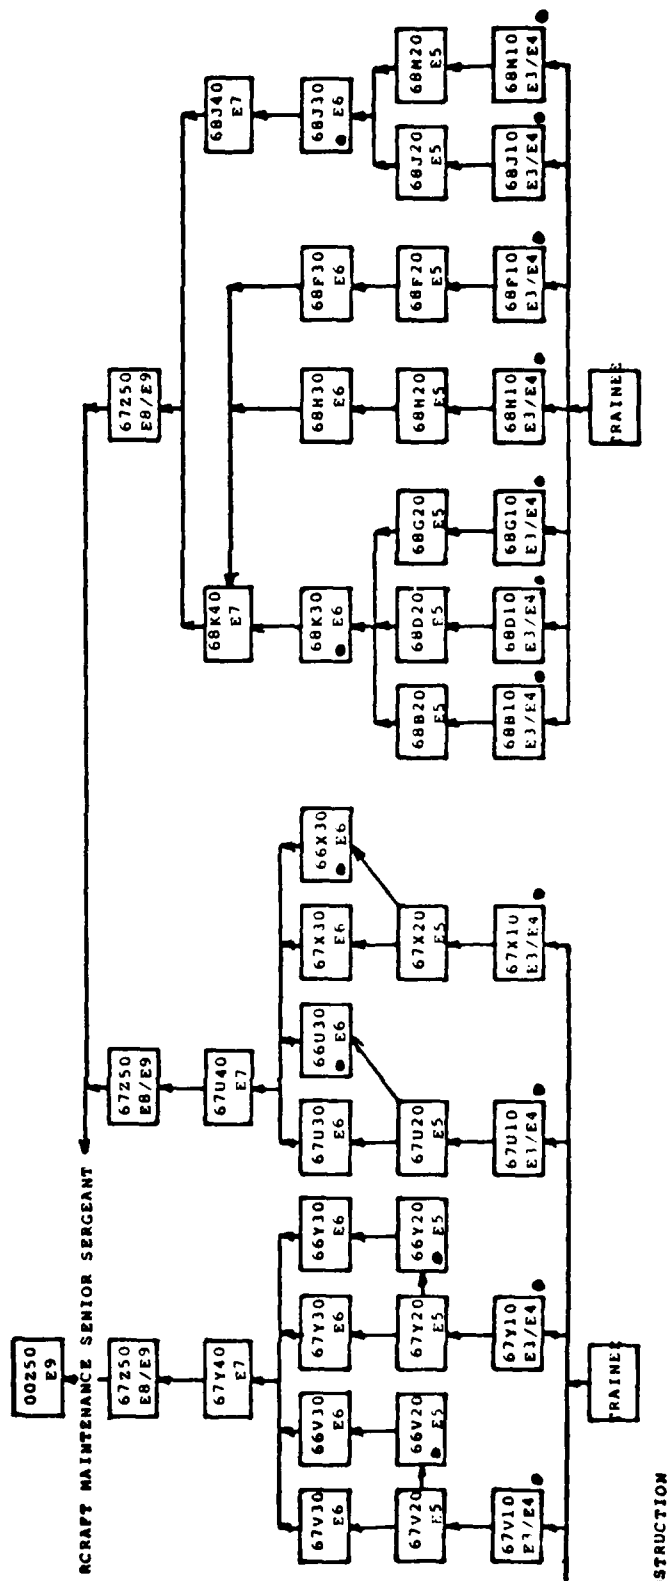 00Z50
E9
RCRAFT MAINTENANCE SENIOR SERGEANT
67Z50
E8/E9
67Z50
E8/E9
67Z50
E8/E9
67Y40
E7
67U40
E7
68K40
E7
68J40
E7
67V30
E6
66V30
E6
67Y30
E6
66Y30
E6
67U30
E6
66U30
E6
67X30
E6
66X30
E6
68K30
E6
68H30
E6
68F30
E6
68J30
E6
67V20
E5
66V20
E5
67Y20
E5
66Y20
E5
67U20
E5
67X20
E5
68B20
E5
68D20
E5
68G20
E5
68H20
E5
68F20
E5
68J20
E5
68M20
E5
67V10
E3/E4
67Y10
E3/E4
67U10
E3/E4
67X10
E3/E4
68B10
E3/E4
68D10
E3/E4
68G10
E3/E4
68H10
E3/E4
68F10
E3/E4
68J10
E3/E4
68M10
E3/E4
TRAINEE
TRAINEE
STRUCTION